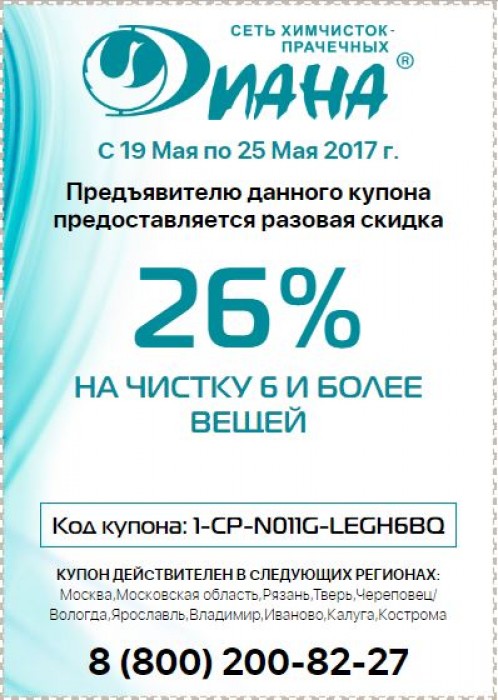 СЕТЬ ХИМЧИСТОК-
ПРАЧЕЧНЫХ
ДИАНА®
С 19 Мая по 25 Мая 2017 г.
Предъявителю данного купона
предоставляется разовая скидка
26%
НА ЧИСТКУ 6 И БОЛЕЕ
ВЕЩЕЙ
Код купона: 1-CP-N011G-LEGH6BQ
КУПОН ДЕЙСТВИТЕЛЕН В СЛЕДУЮЩИХ РЕГИОНАХ:
Москва,Московская область,Рязань,Тверь,Череповец/
Вологда,Ярославль,Владимир,Иваново,Калуга,Кострома
8 (800) 200-82-27